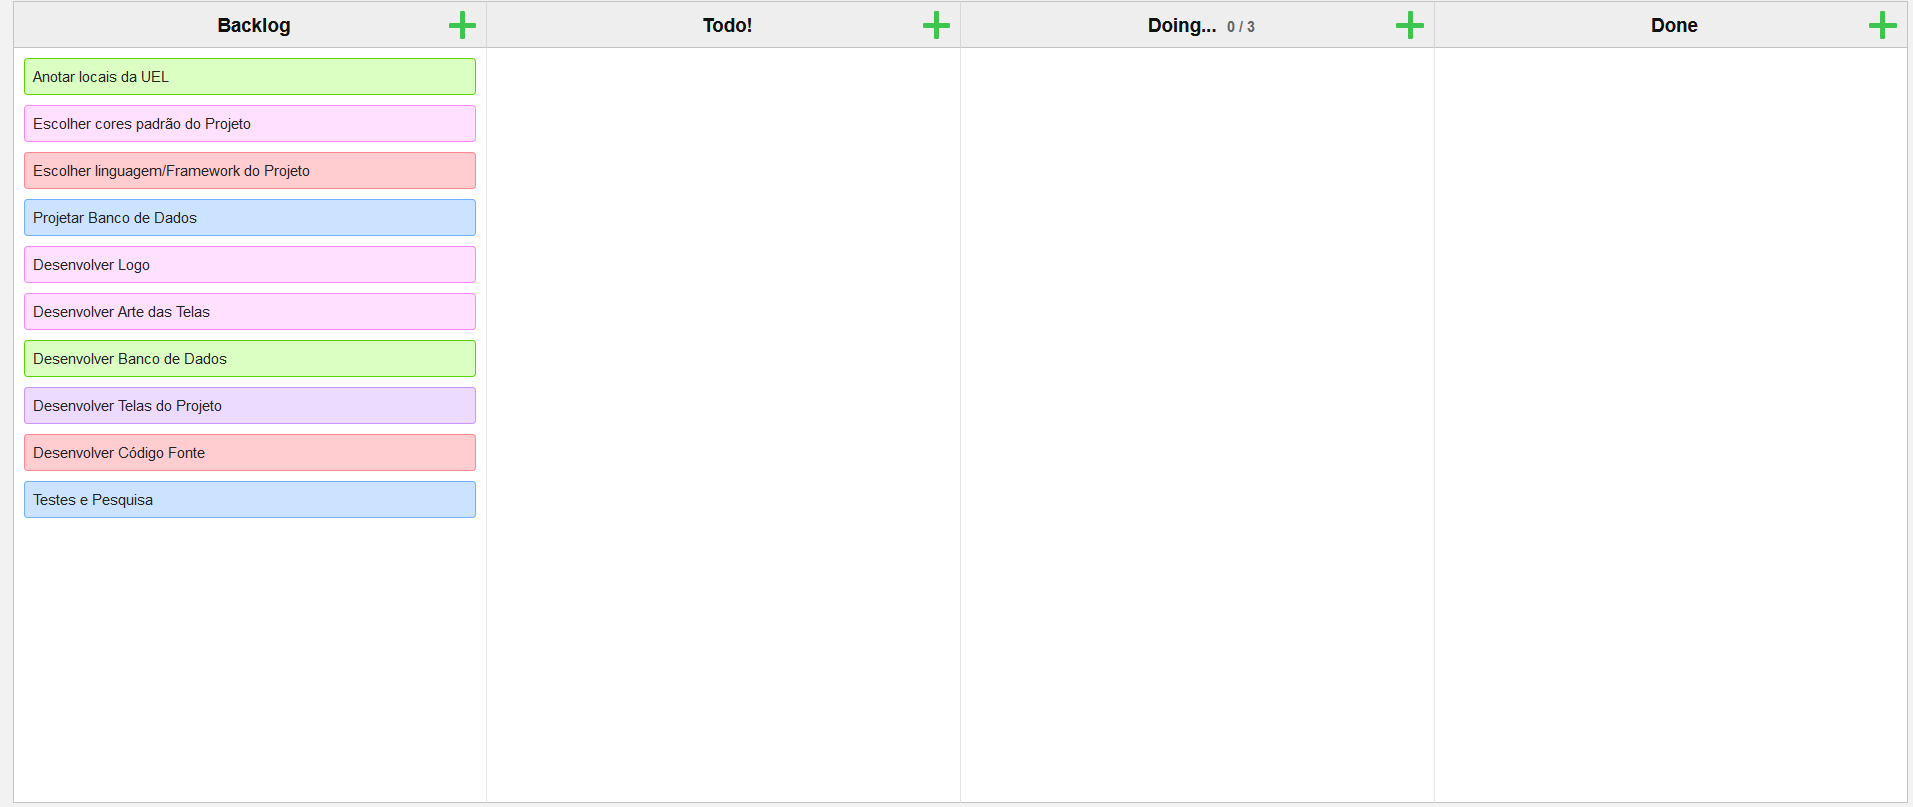 Backlog
Todo!
Doing... 0 / 3
Done
Anotar locais da UEL
Escolher cores padrão do Projeto
Escolher linguagem/Framework do Projeto
Projetar Banco de Dados
Desenvolver Logo
Desenvolver Arte das Telas
Desenvolver Banco de Dados
Desenvolver Telas do Projeto
Desenvolver Código Fonte
Testes e Pesquisa